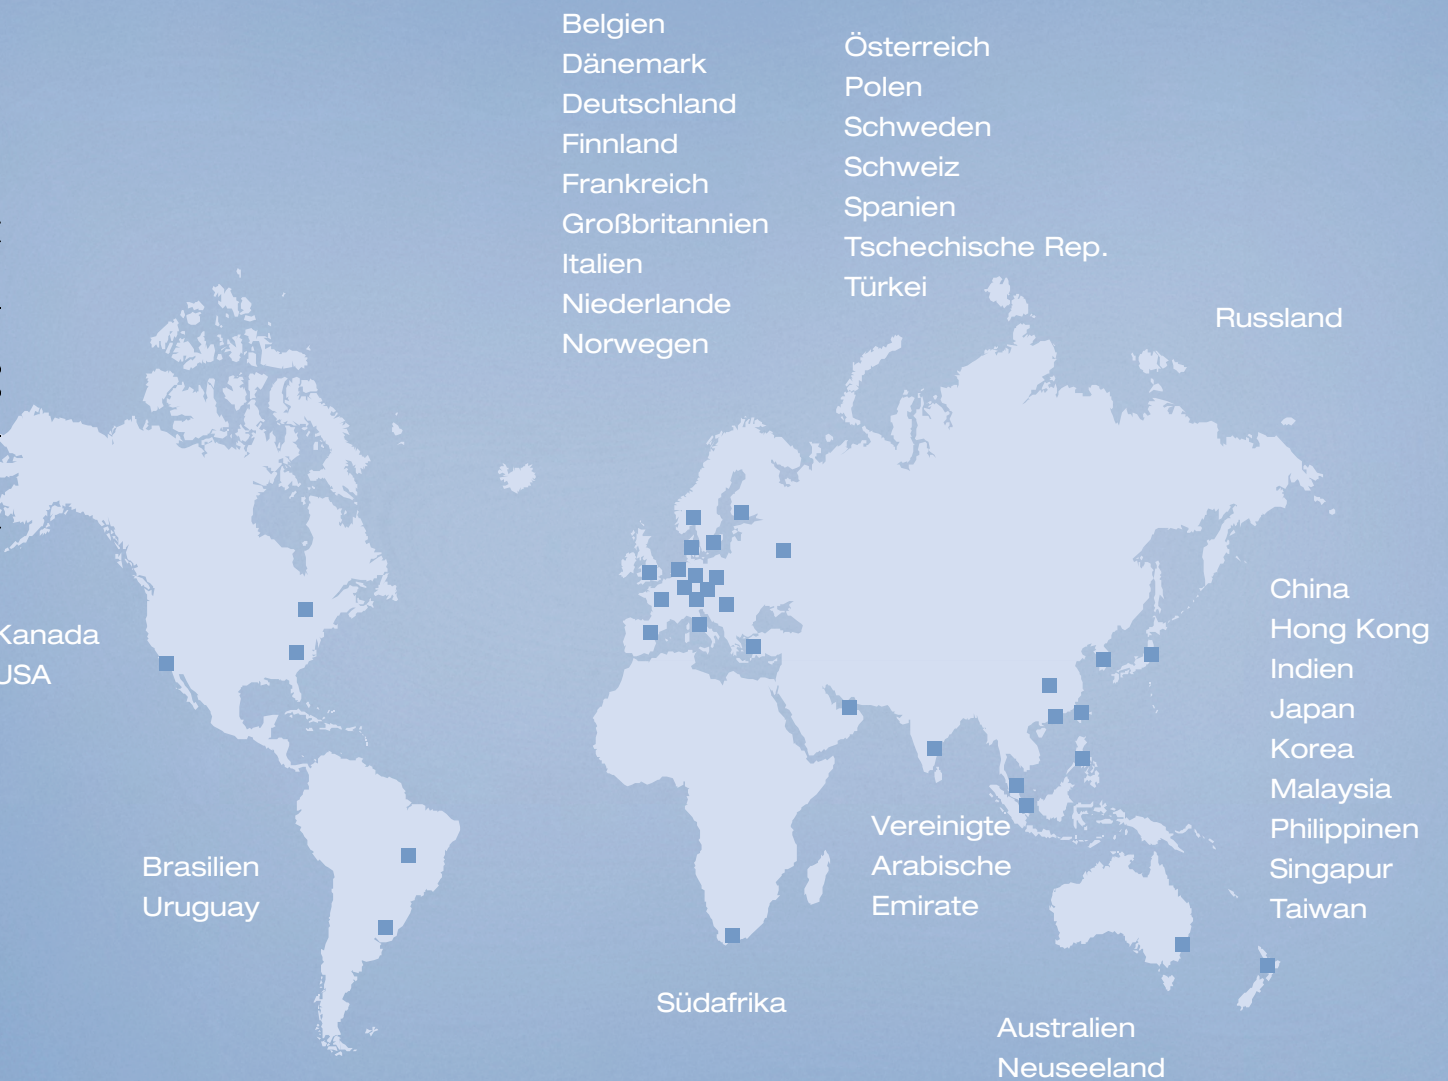 Belgien
Dänemark
Deutschland
Finnland
Frankreich
Großbritannien
Italien
Niederlande
Norwegen
Österreich
Polen
Schweden
Schweiz
Spanien
Tschechische Rep.
Türkei
Russland
Kanada
USA
Brasilien
Uruguay
Südafrika
Vereinigte
Arabische
Emirate
China
Hong Kong
Indien
Japan
Korea
Malaysia
Philippinen
Singapur
Taiwan
Australien
Neuseeland